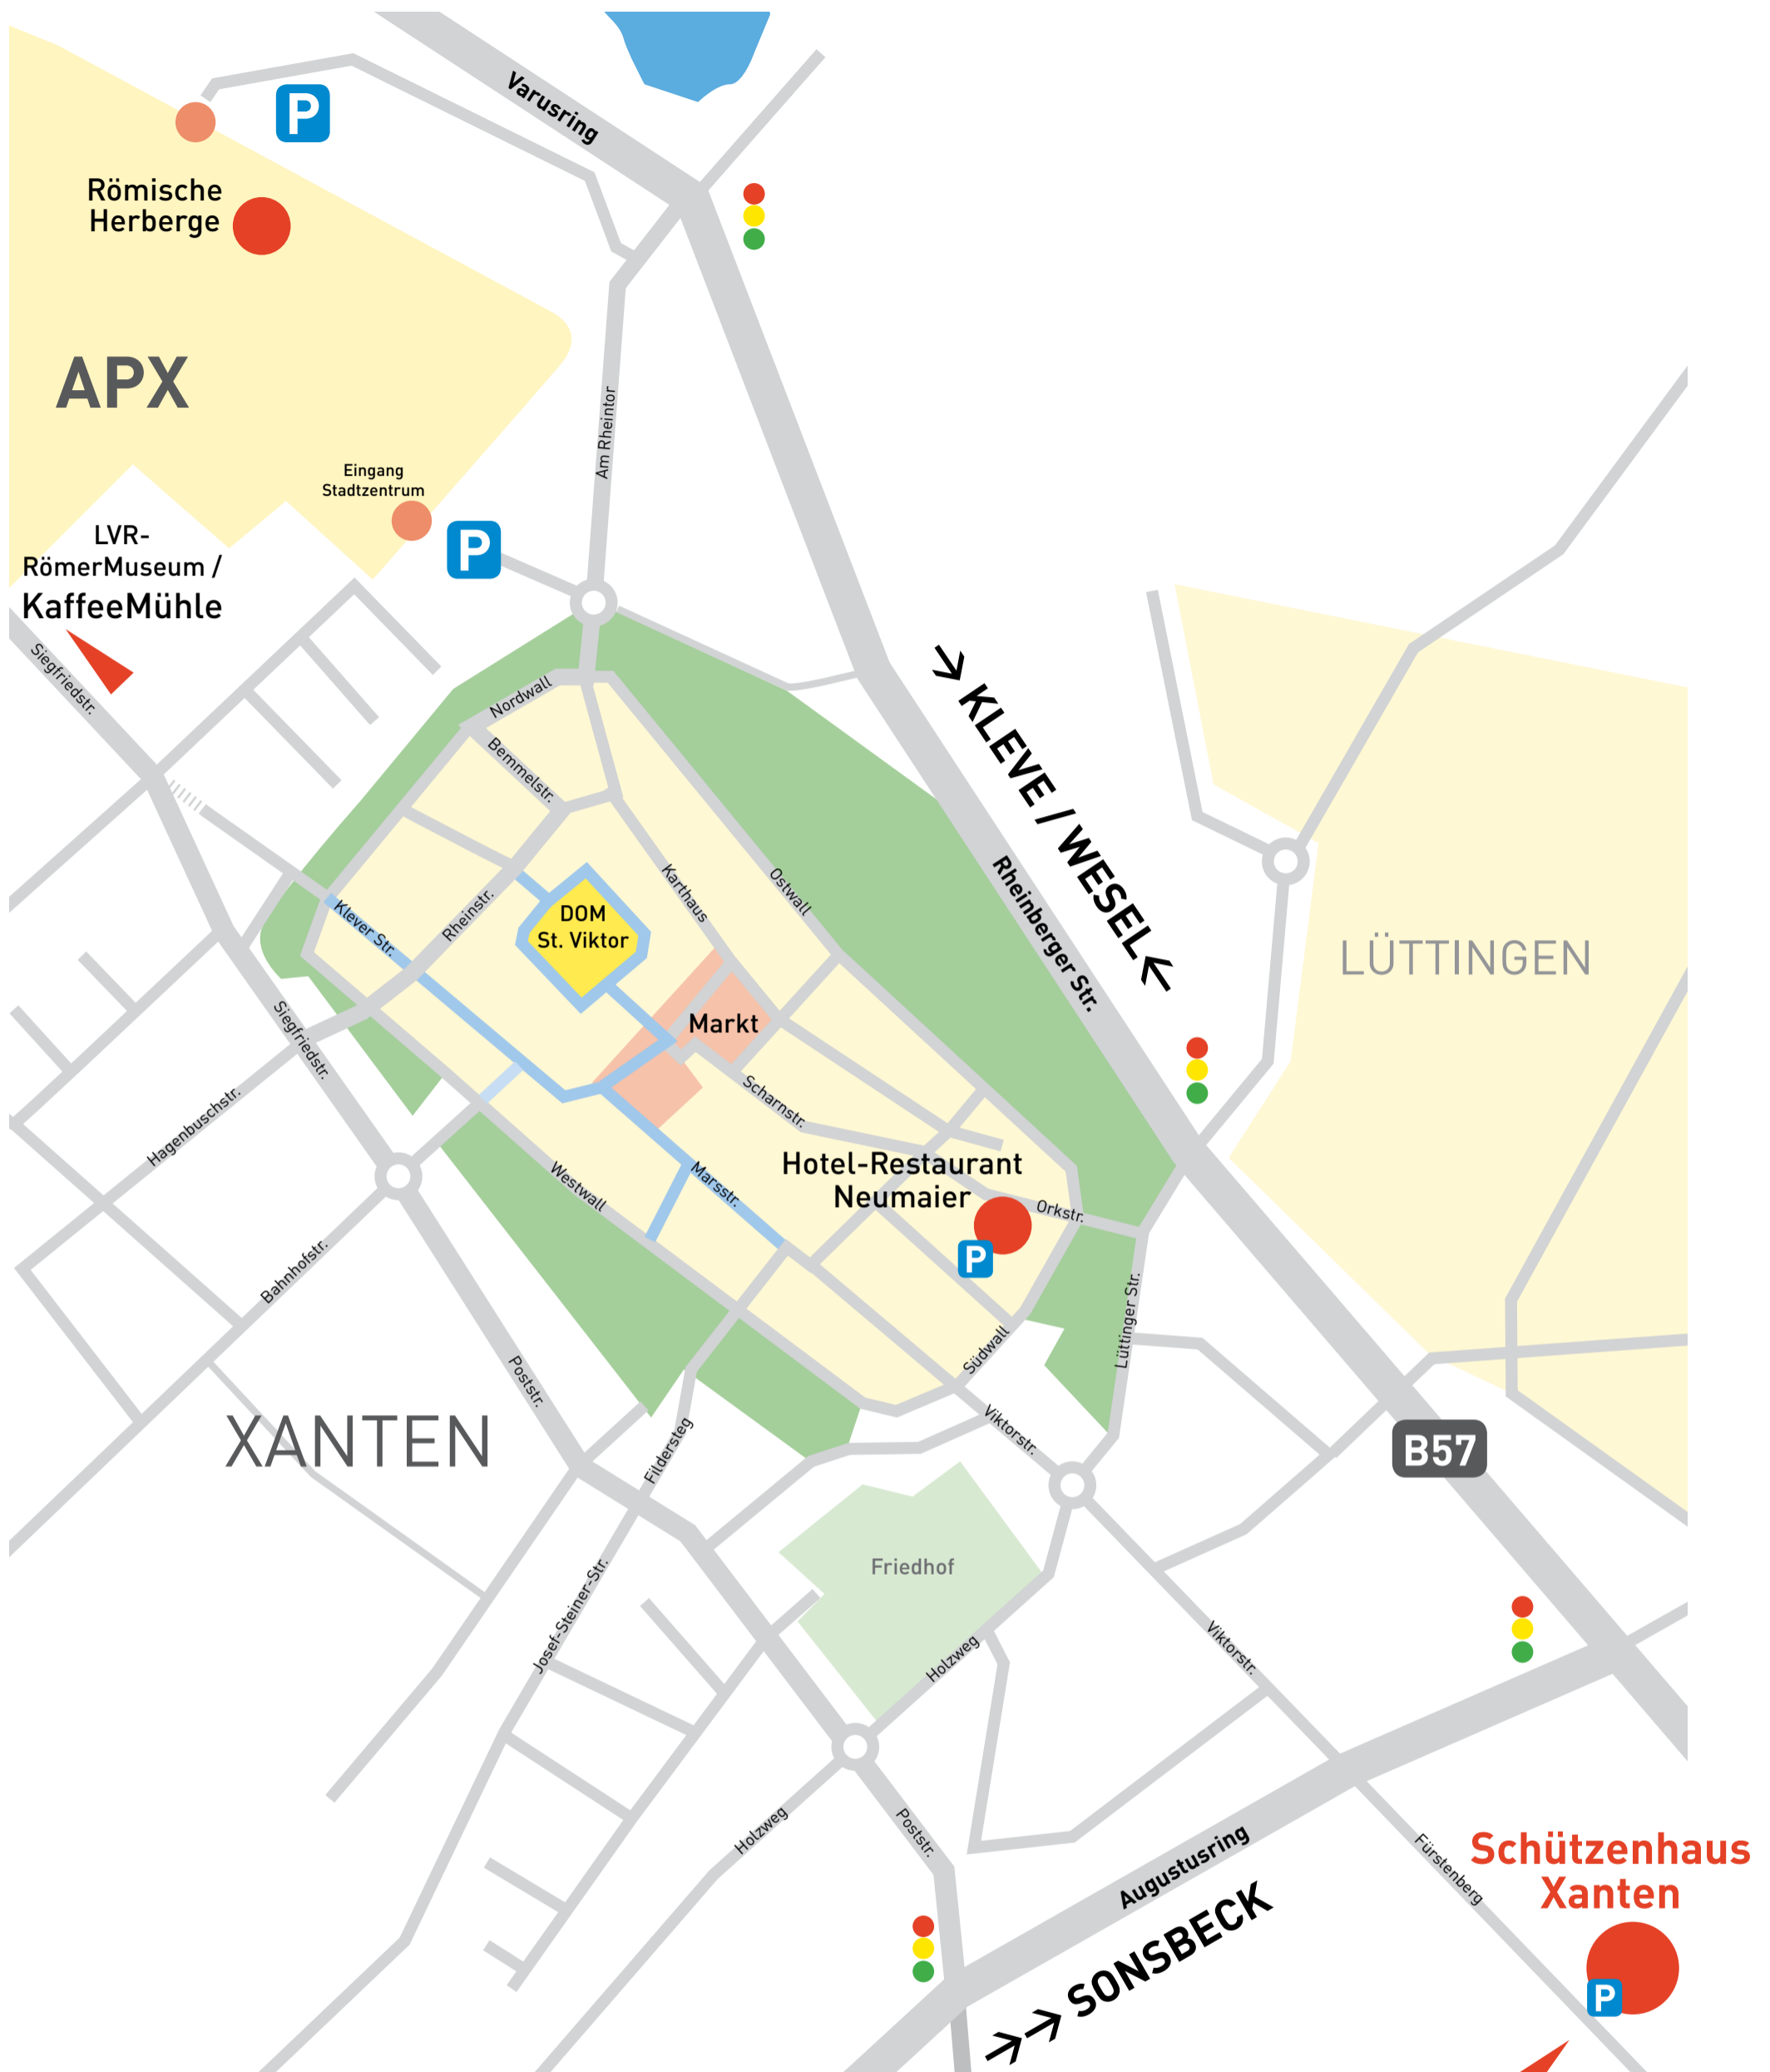 Varusring
P
Römische
Herberge
APX
Am Rheintor
Eingang
Stadtzentrum
P
LVR-
RömerMuseum /
KaffeeMühle
Siegfriedstr.
Nordwall
Bemmelstr.
KLEVE / WESEL
Rheinberger Str.
Karthaus
Ostwall
Klever Str.
Rheinstr.
DOM
St. Viktor
LÜTTINGEN
Markt
Siegfriedstr.
Hagenbuschstr.
Scharnstr.
Westwall
Marsstr.
Hotel-Restaurant
Neumaier
P
Orkstr.
Bahnhofstr.
Lüttinger Str.
Südwall
Poststr.
XANTEN
Fildersteg
Viktorstr.
B57
Friedhof
Josef-Steiner-Str.
Holzweg
Viktorstr.
Holzweg
Poststr.
Augustusring
SONSBECK
Fürstenberg
Schützenhaus
Xanten
P